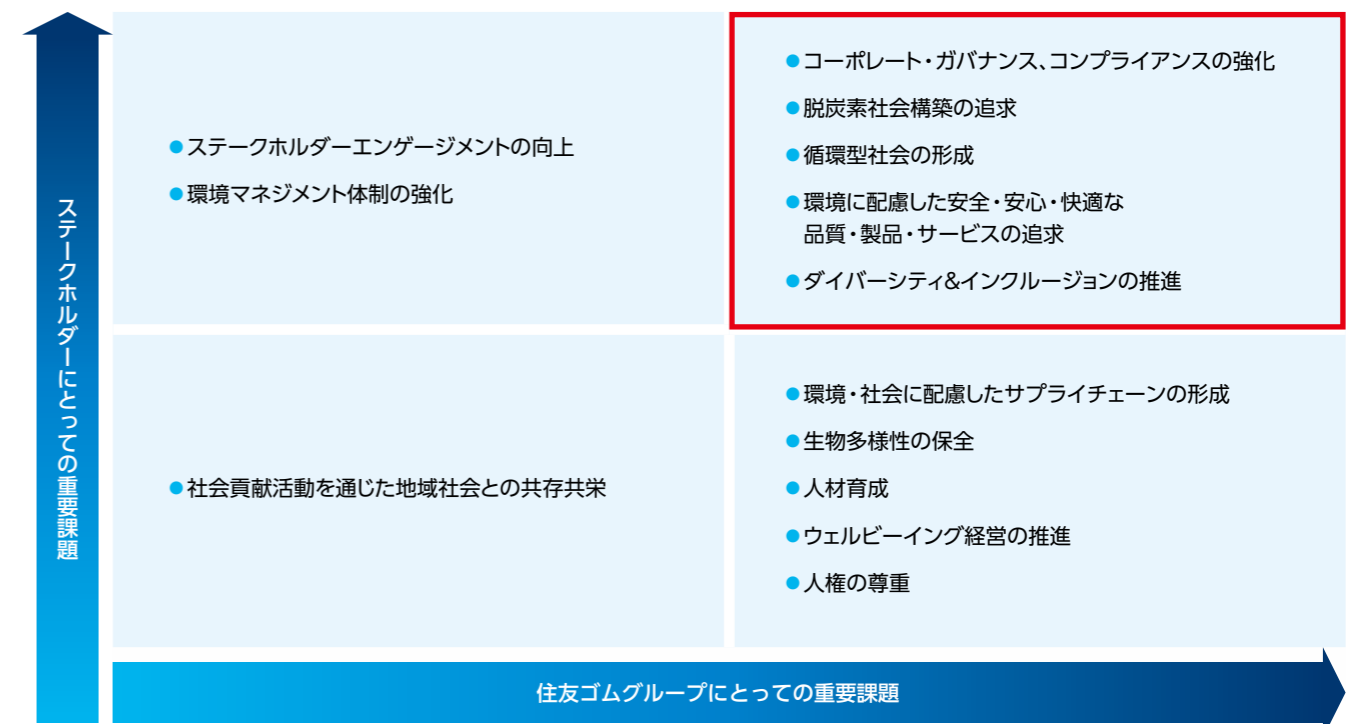 ステークホルダーにとっての重要課題
●ステークホルダーエンゲージメントの向上
●環境マネジメント体制の強化
●コーポレート・ガバナンス、コンプライアンスの強化
●脱炭素社会構築の追求
●循環型社会の形成
●環境に配慮した安全・安心・快適な
品質・製品・サービスの追求
●ダイバーシティ&インクルージョンの推進
●社会貢献活動を通じた地域社会との共存共栄
●環境・社会に配慮したサプライチェーンの形成
●生物多様性の保全
●人材育成
●ウェルビーイング経営の推進
●人権の尊重
住友ゴムグループにとっての重要課題